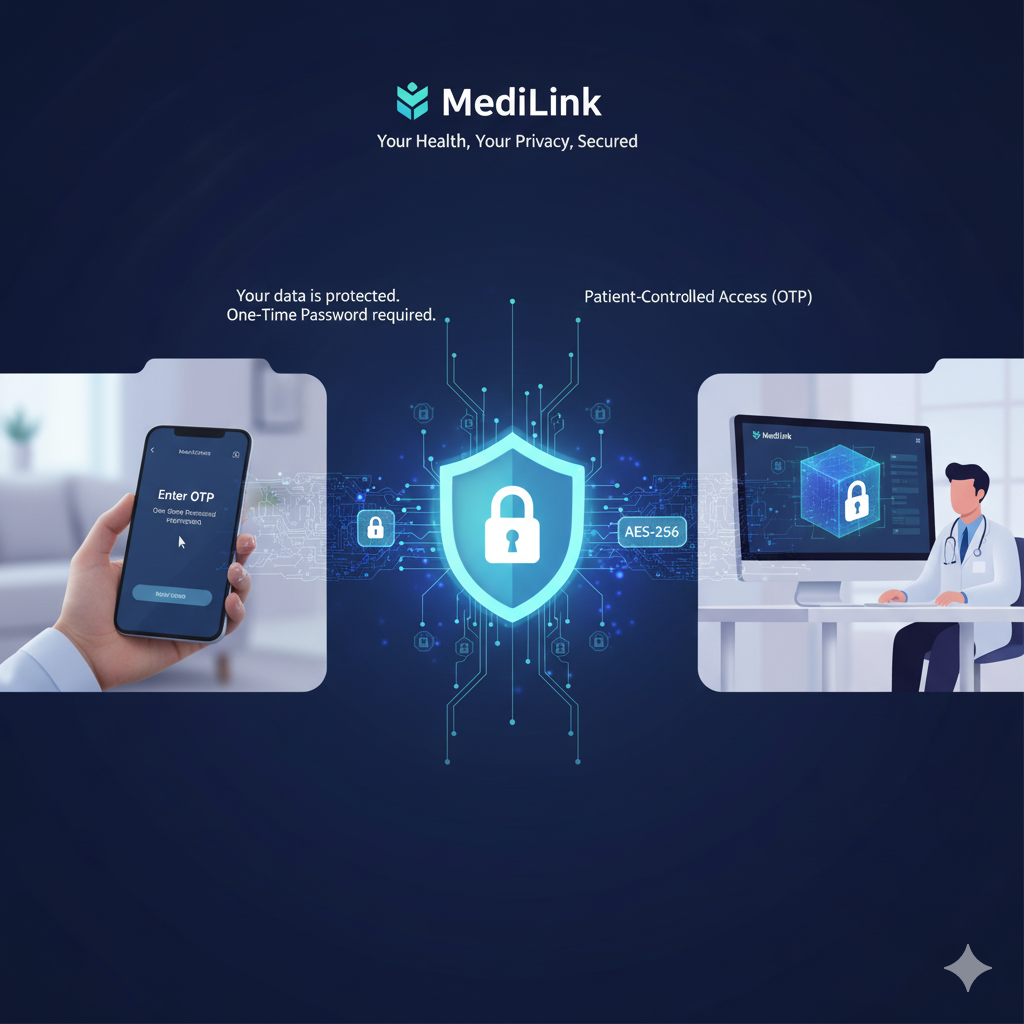 MediLink
Your Health, Your Privacy, Secured
Your data is protected.
One-Time Password required.
Patient-Controlled Access (OTP)
Enter OTP
AES-256
MediLink